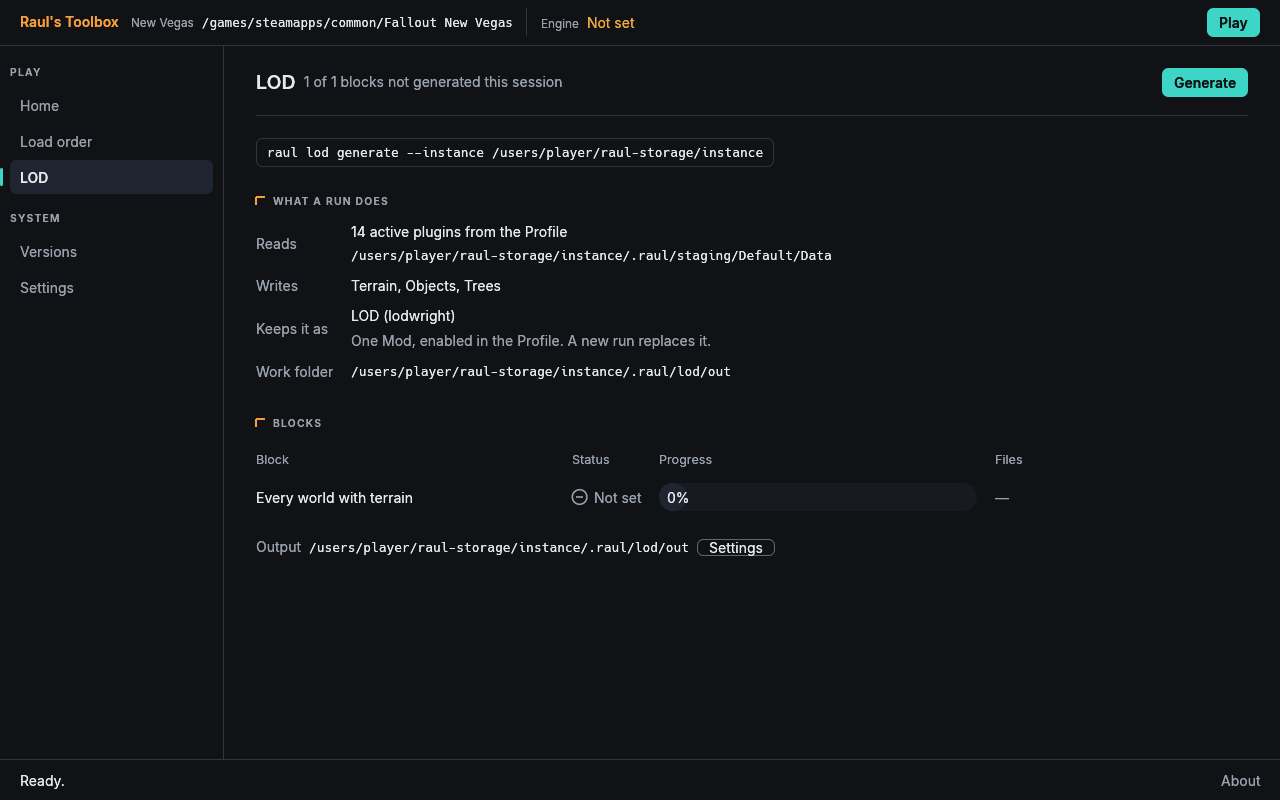 Raul's Toolbox New Vegas /games/steamapps/common/Fallout New Vegas Engine Not set Play
PLAY
Home
Load order
LOD
SYSTEM
Versions
Settings
LOD 1 of 1 blocks not generated this session Generate
raul lod generate --instance /users/player/raul-storage/instance
WHAT A RUN DOES
Reads 14 active plugins from the Profile
/users/player/raul-storage/instance/.raul/staging/Default/Data
Writes Terrain, Objects, Trees
Keeps it as LOD (lodwright)
One Mod, enabled in the Profile. A new run replaces it.
Work folder /users/player/raul-storage/instance/.raul/lod/out
BLOCKS
Block Status Progress Files
Every world with terrain Not set 0% —
Output /users/player/raul-storage/instance/.raul/lod/out Settings
Ready. About